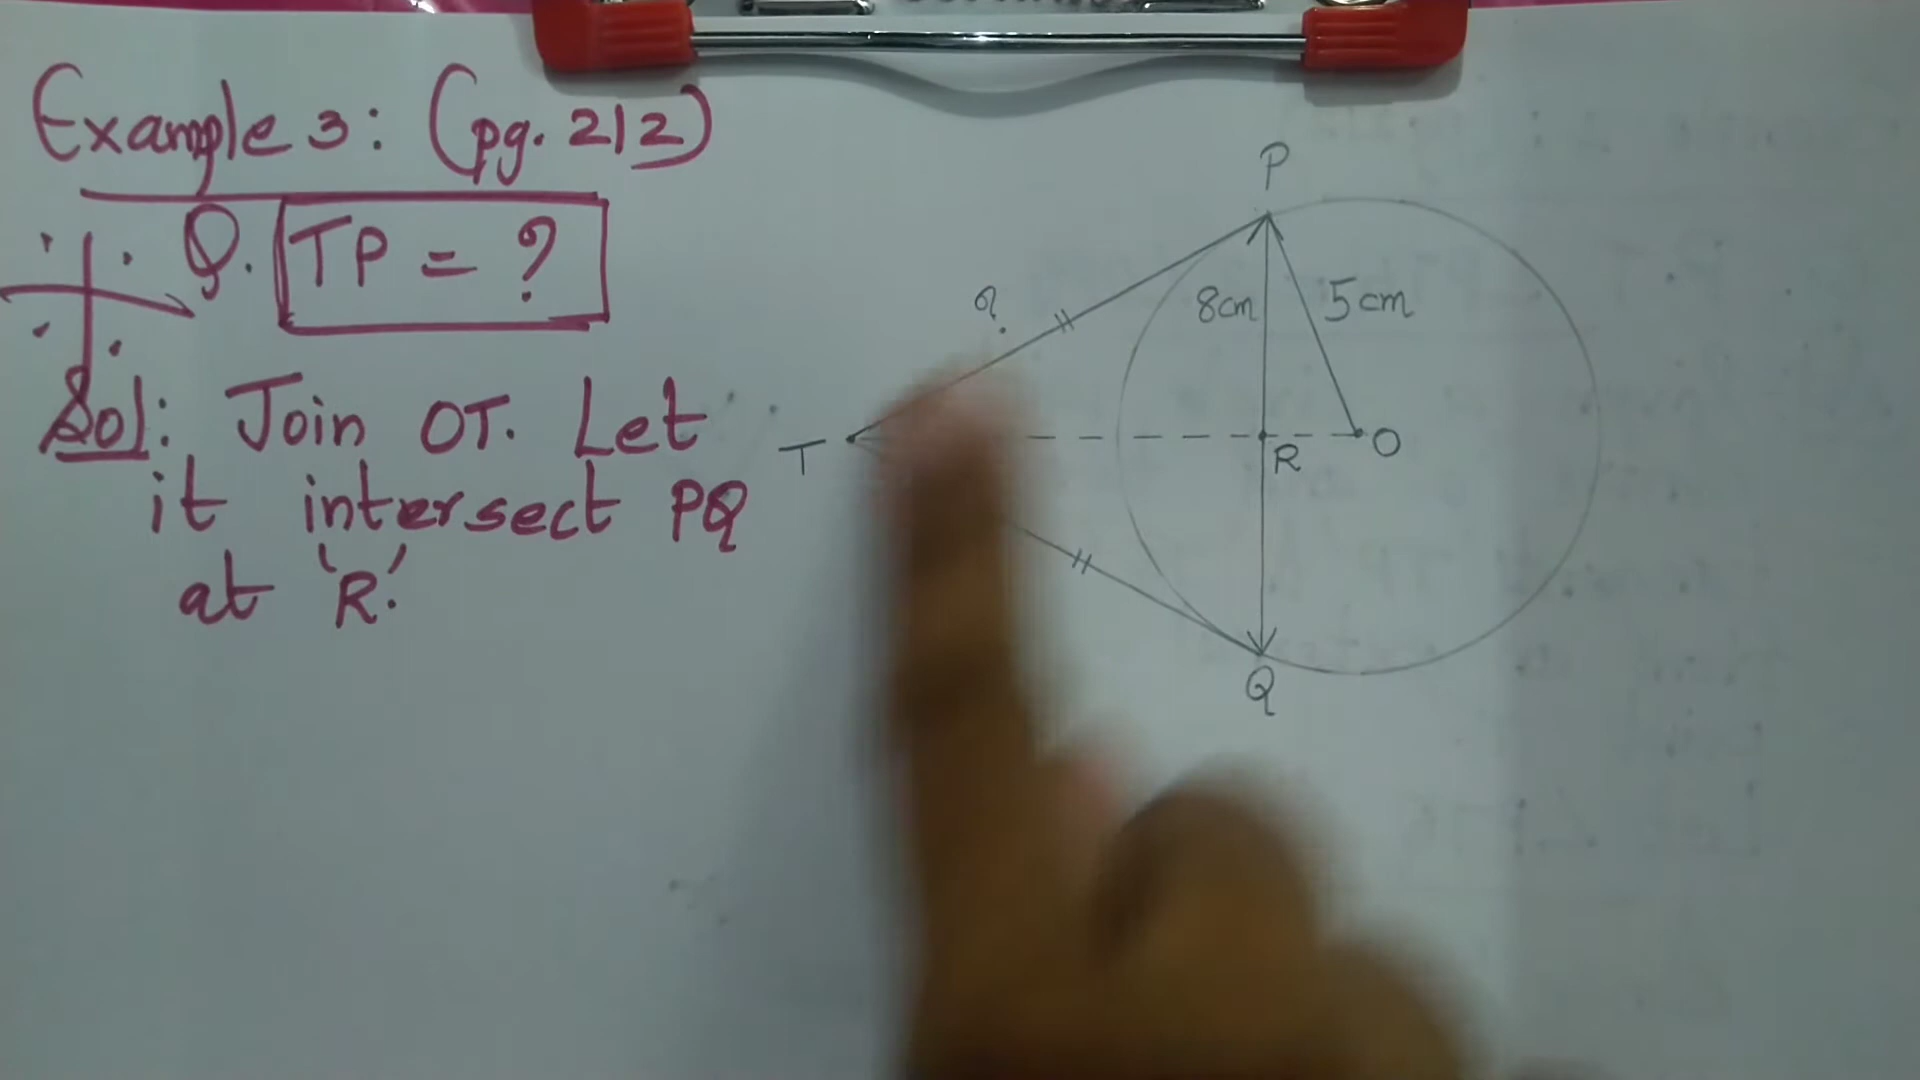 Example 3: (pg. 212)
Q. TP = ?
Sol: Join OT. Let
it intersect PQ
at 'R'.
P
?
8cm
5cm
T
R
O
Q